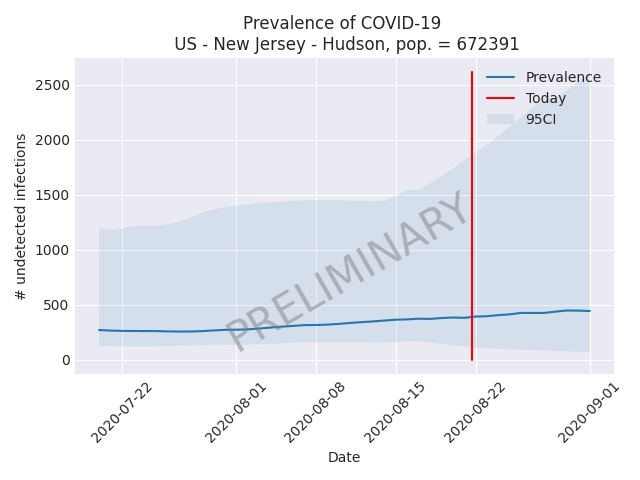 Prevalence of COVID-19
US - New Jersey - Hudson, pop. = 672391
Prevalence
Today
95CI
2500
2000
1500
1000
500
0
# undetected infections
PRELIMINARY
2020-07-22
2020-08-01
2020-08-08
2020-08-15
2020-08-22
2020-09-01
Date